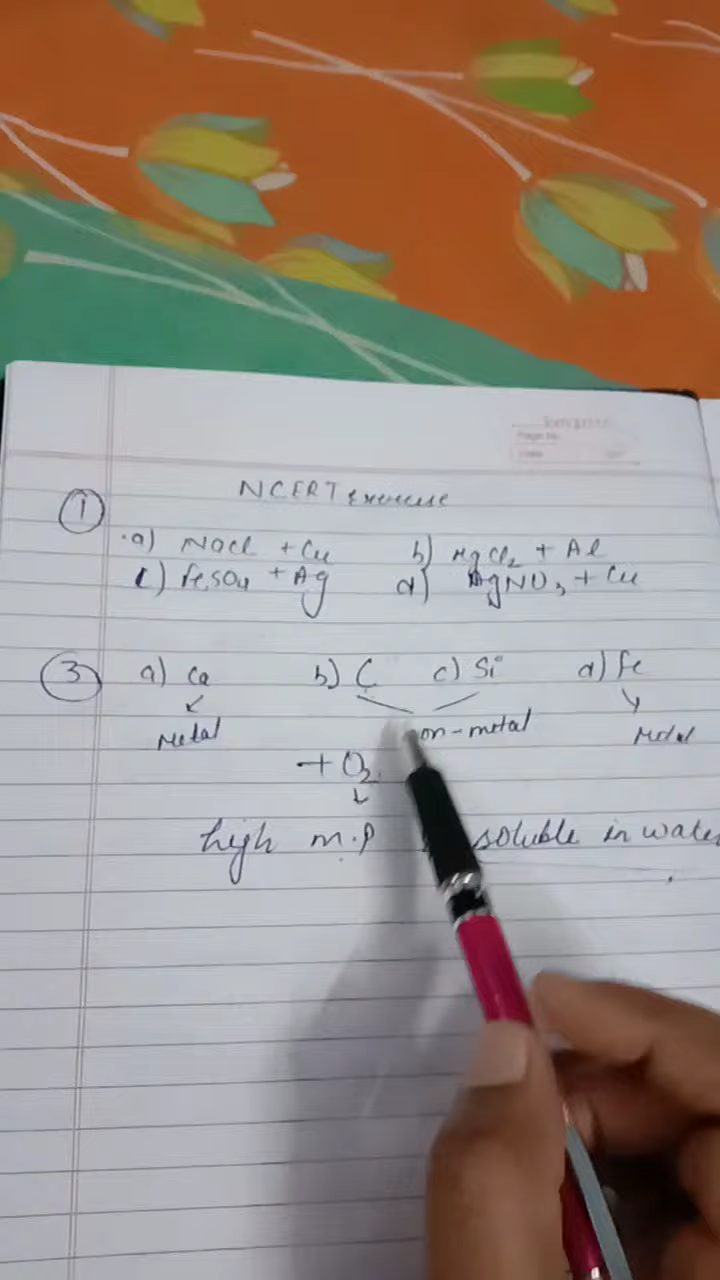 NCERT Exercise
1
a) NaCl + Cu b) MgCl2 + Al
c) FeSO4 + Ag d) AgNO3 + Cu
3 a) Ca b) C c) Si d) Fe
Metal on-metal Metal
+ O2
high m.p soluble in water